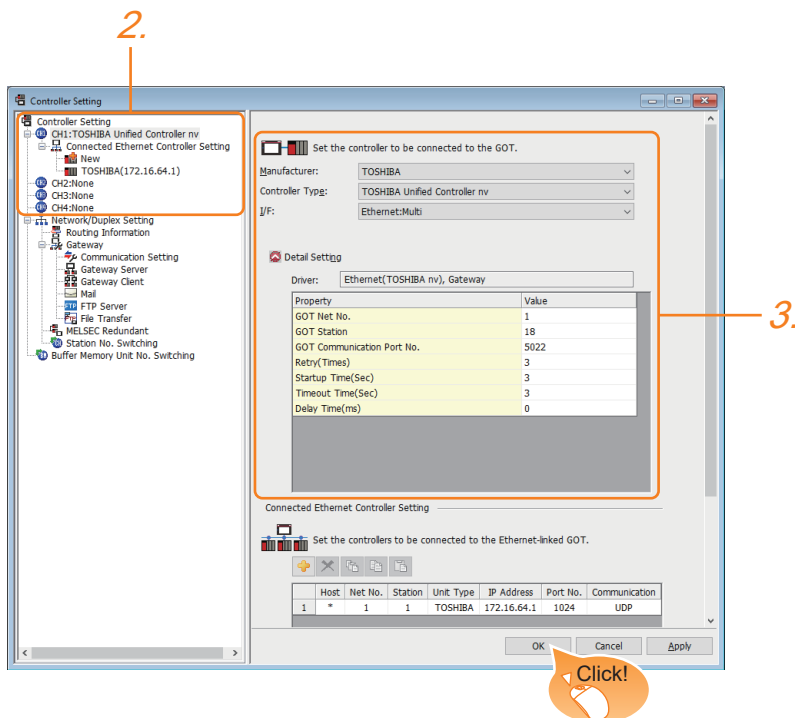 2.
Controller Setting
Controller Setting
CH1:TOSHIBA Unified Controller nv
Connected Ethernet Controller Setting
New
TOSHIBA(172.16.64.1)
CH2:None
CH3:None
CH4:None
Network/Duplex Setting
Routing Information
Gateway
Communication Setting
Gateway Server
Gateway Client
Mail
FTP Server
File Transfer
MELSEC Redundant
Station No. Switching
Buffer Memory Unit No. Switching
Set the controller to be connected to the GOT.
Manufacturer: TOSHIBA
Controller Type: TOSHIBA Unified Controller nv
I/F: Ethernet:Multi
Detail Setting
Driver: Ethernet(TOSHIBA nv), Gateway
Property Value
GOT Net No. 1
GOT Station 18
GOT Communication Port No. 5022
Retry(Times) 3
Startup Time(Sec) 3
Timeout Time(Sec) 3
Delay Time(ms) 0
3.
Connected Ethernet Controller Setting
Set the controllers to be connected to the Ethernet-linked GOT.
Host Net No. Station Unit Type IP Address Port No. Communication
1 * 1 1 TOSHIBA 172.16.64.1 1024 UDP
OK Cancel Apply
Click!